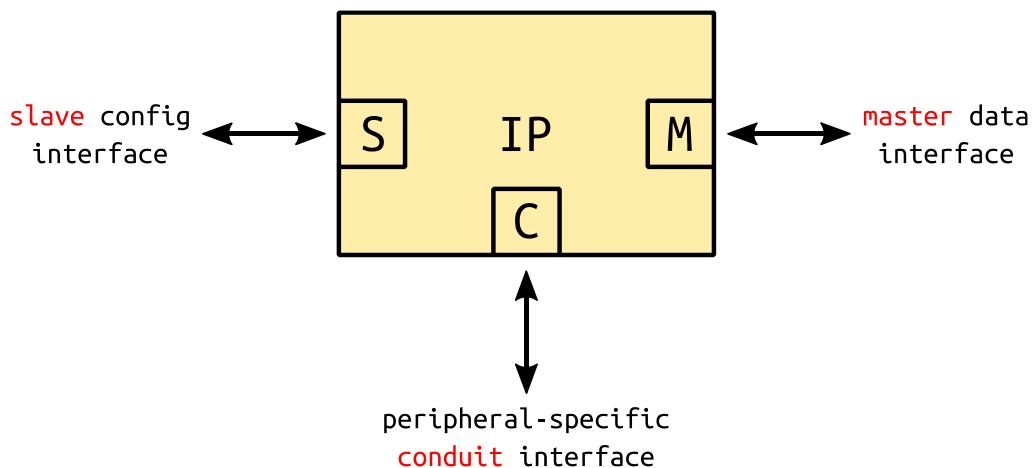 slave config
interface
S
IP
M
master data
interface
C
peripheral-specific
conduit interface